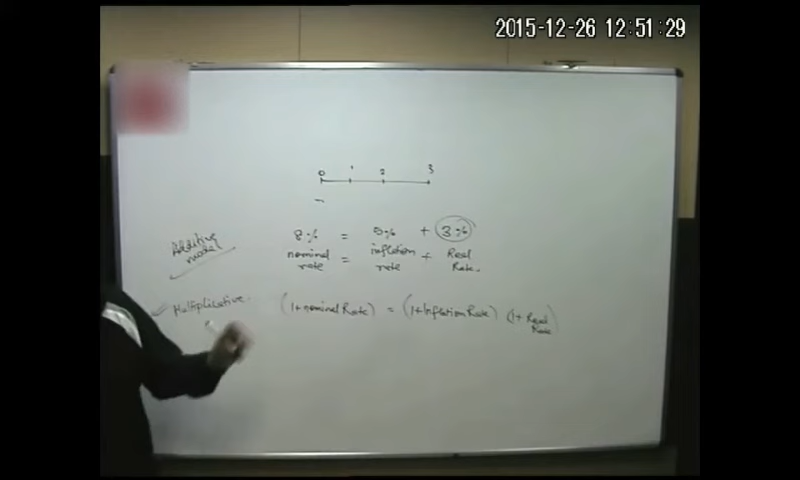 2015-12-26 12:51:29
0 1 2 3
8% = 5% + 3%
Additive
model
nominal
rate = inflation
rate + Real
Rate.
Multiplicative
(1+nominal Rate) = (1+Inflation Rate) (1+ Real
Rate)